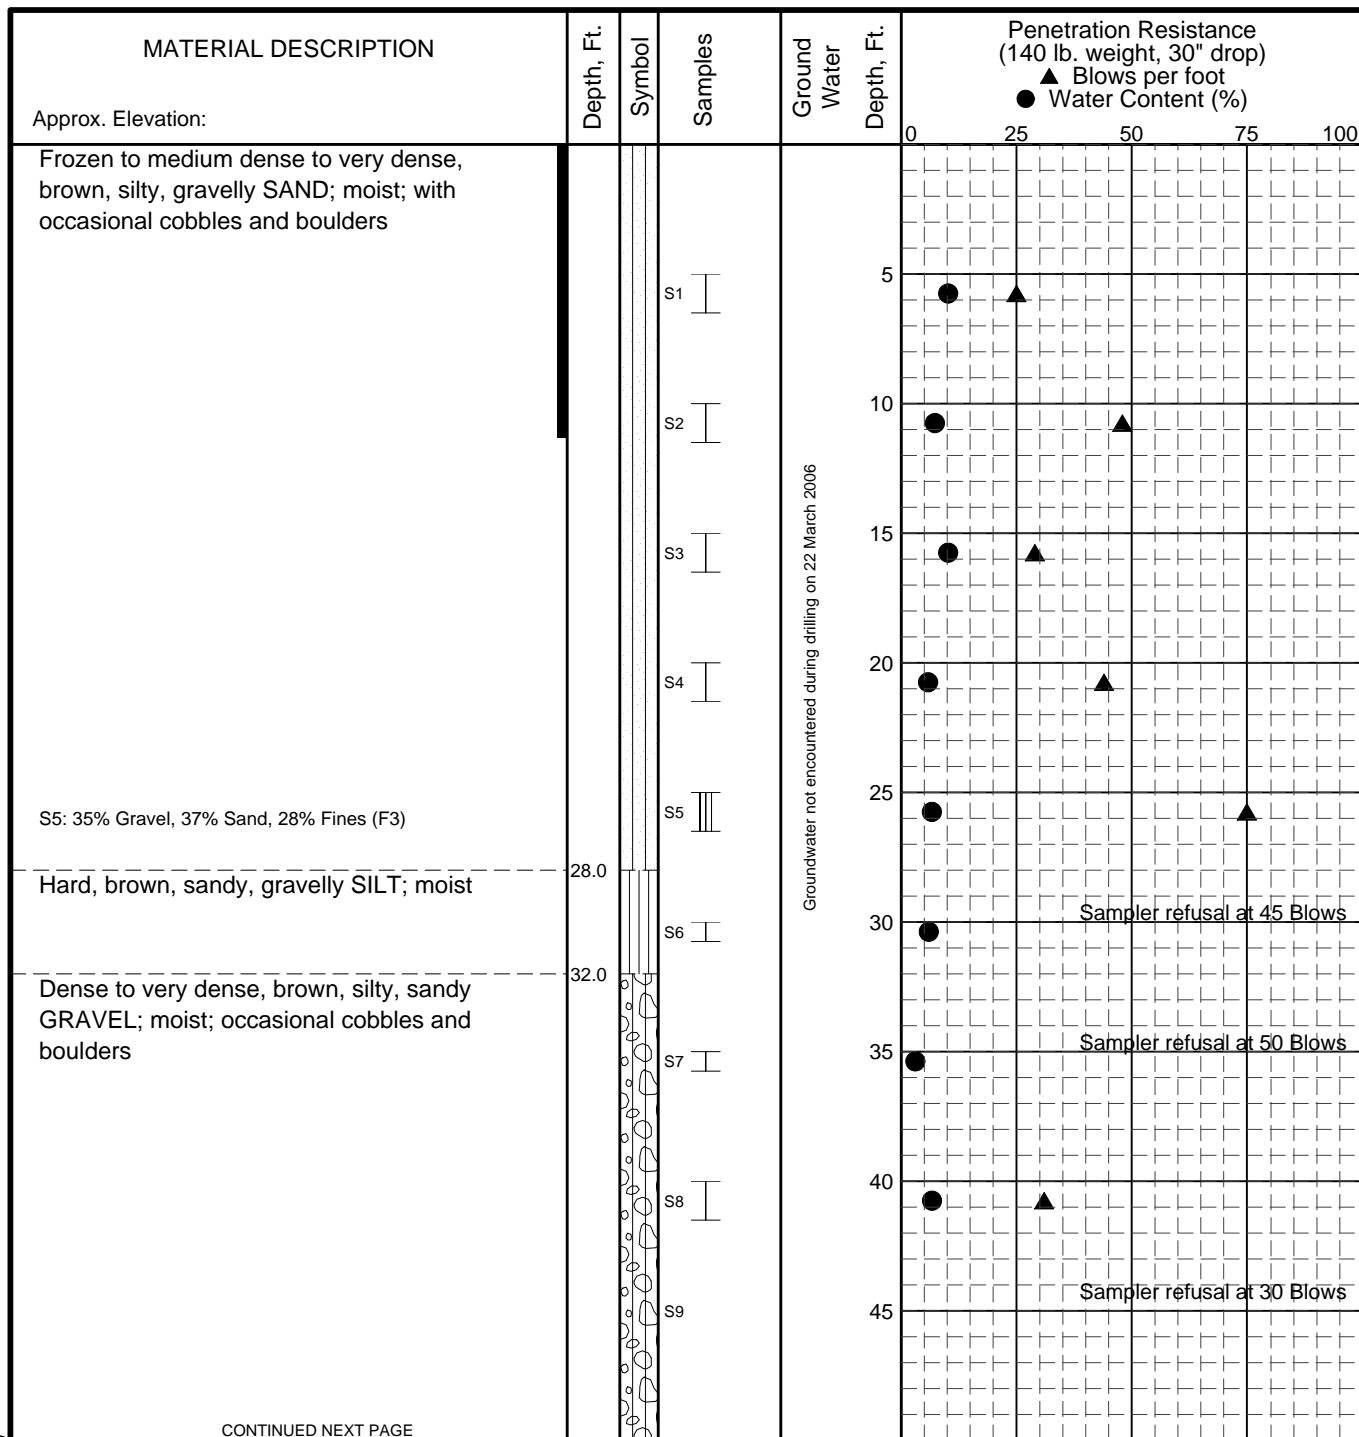 MATERIAL DESCRIPTION
Approx. Elevation:
Depth, Ft.
Symbol
Samples
Ground
Water
Depth, Ft.
Penetration Resistance
(140 lb. weight, 30" drop)
▲ Blows per foot
● Water Content (%)
0 25 50 75 100
Frozen to medium dense to very dense,
brown, silty, gravelly SAND; moist; with
occasional cobbles and boulders
5
S1
10
S2
Groundwater not encountered during drilling on 22 March 2006
15
S3
20
S4
25
S5
S5: 35% Gravel, 37% Sand, 28% Fines (F3)
28.0
Hard, brown, sandy, gravelly SILT; moist
Sampler refusal at 45 Blows
30
S6
32.0
Dense to very dense, brown, silty, sandy
GRAVEL; moist; occasional cobbles and
boulders
Sampler refusal at 50 Blows
35
S7
40
S8
Sampler refusal at 30 Blows
45
S9
CONTINUED NEXT PAGE